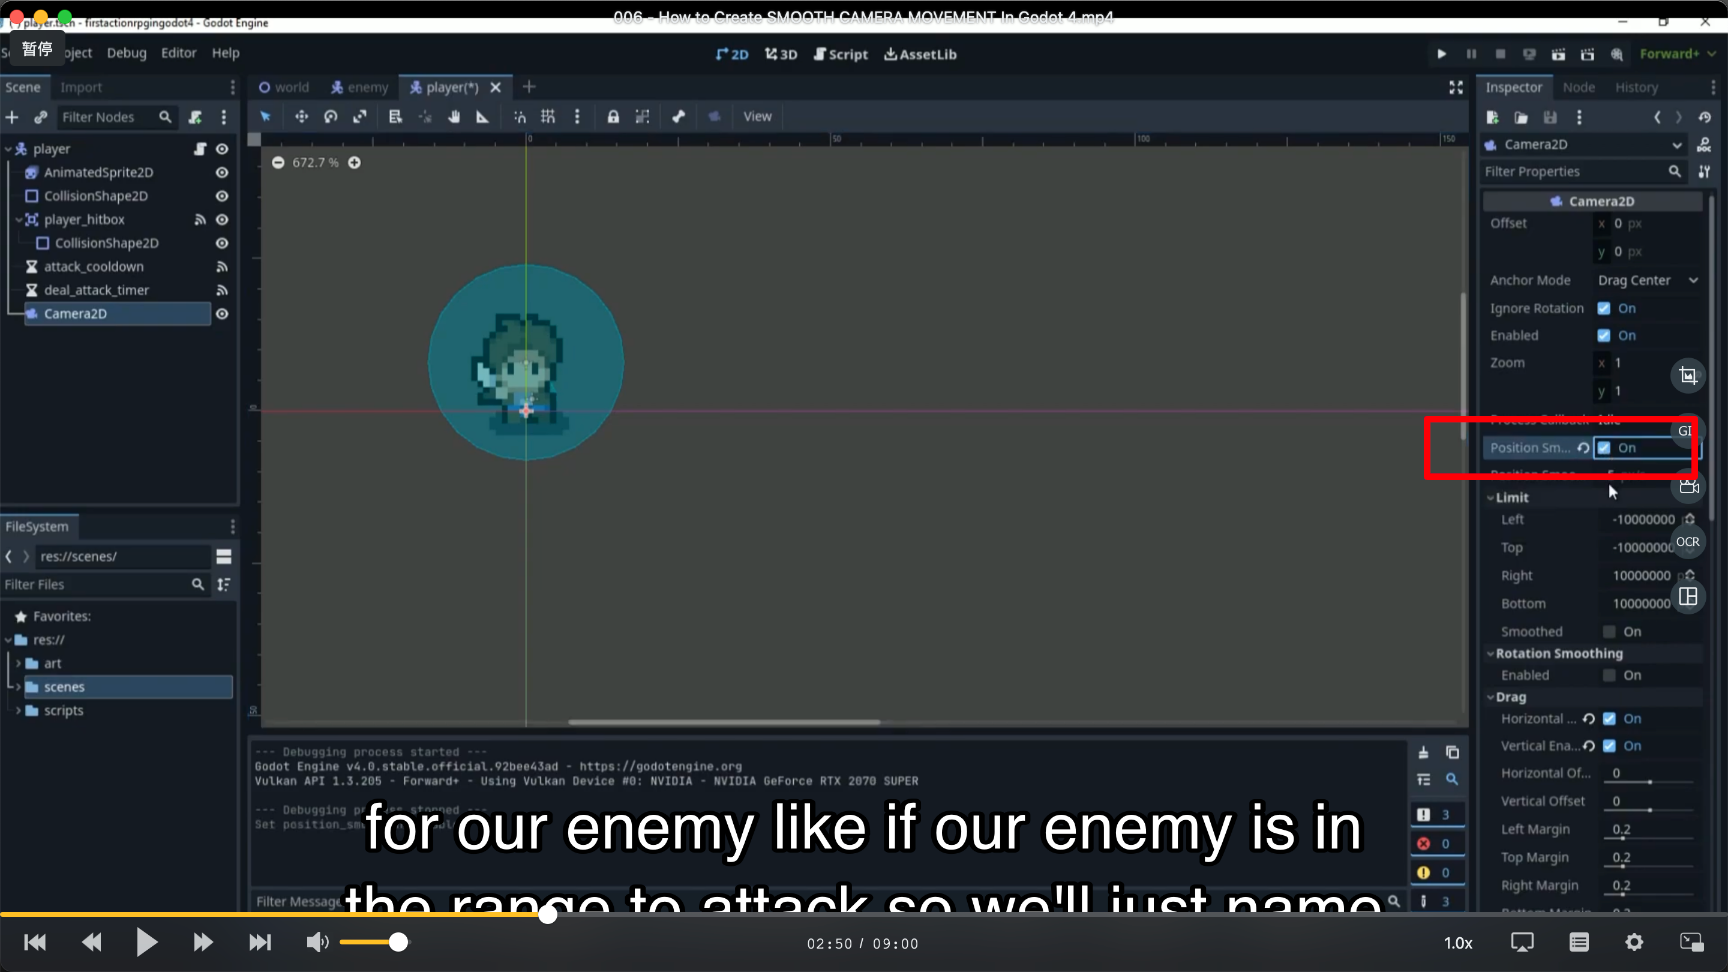 006 - How to Create SMOOTH CAMERA MOVEMENT In Godot 4.mp4
player.tscn - firstactionrpgingodot4 - Godot Engine
暂停
Debug Editor Help
2D 3D Script AssetLib
Forward+
Scene Import
world enemy player(*)
Inspector Node History
Filter Nodes
View
Camera2D
Filter Properties
player
AnimatedSprite2D
CollisionShape2D
player_hitbox
CollisionShape2D
attack_cooldown
deal_attack_timer
Camera2D
0 50 100 150
672.7 %
Camera2D
Offset x 0 px
y 0 px
Anchor Mode Drag Center
Ignore Rotation On
Enabled On
Zoom x 1
y 1
Process Callback Idle
GI
Position Sm... On
Limit
Left -10000000
Top -10000000
OCR
Right 10000000
Bottom 10000000
Smoothed On
Rotation Smoothing
Enabled On
Drag
Horizontal ... On
Vertical Ena... On
Horizontal Of... 0
Vertical Offset 0
Left Margin 0.2
Top Margin 0.2
Right Margin 0.2
FileSystem
res://scenes/
Filter Files
Favorites:
res://
art
scenes
scripts
--- Debugging process started ---
Godot Engine v4.0.stable.official.92bee43ad - https://godotengine.org
Vulkan API 1.3.205 - Forward+ - Using Vulkan Device #0: NVIDIA - NVIDIA GeForce RTX 2070 SUPER
--- Debugging process stopped ---
Set position_sm
3
0
0
3
Filter Message
for our enemy like if our enemy is in
the range to attack so we'll just name
02:50 / 09:00
1.0x